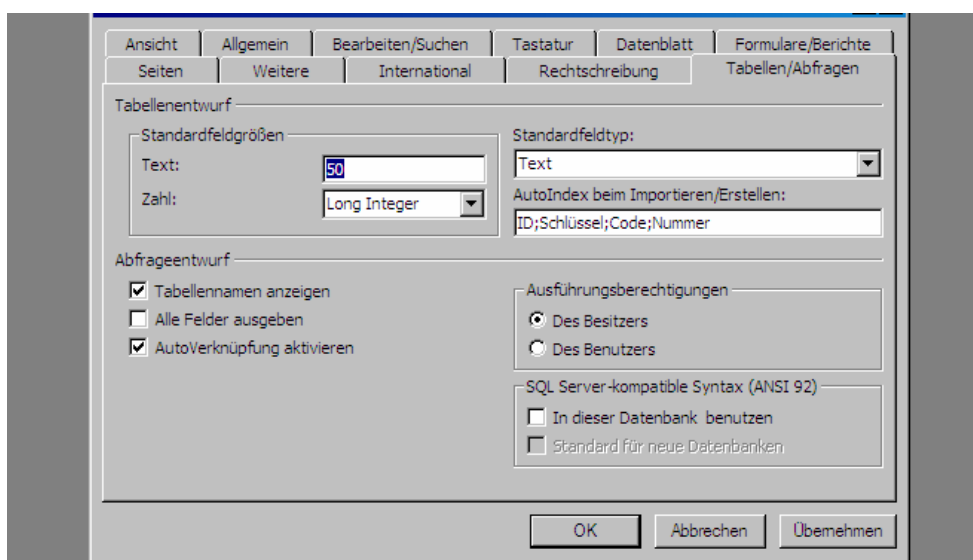 Ansicht Allgemein Bearbeiten/Suchen Tastatur Datenblatt Formulare/Berichte
Seiten Weitere International Rechtschreibung Tabellen/Abfragen
Tabellenentwurf
Standardfeldgrößen
Text: 50
Zahl: Long Integer
Standardfeldtyp:
Text
AutoIndex beim Importieren/Erstellen:
ID;Schlüssel;Code;Nummer
Abfrageentwurf
Tabellennamen anzeigen
Alle Felder ausgeben
AutoVerknüpfung aktivieren
Ausführungsberechtigungen
Des Besitzers
Des Benutzers
SQL Server-kompatible Syntax (ANSI 92)
In dieser Datenbank benutzen
Standard für neue Datenbanken
OK Abbrechen Übernehmen